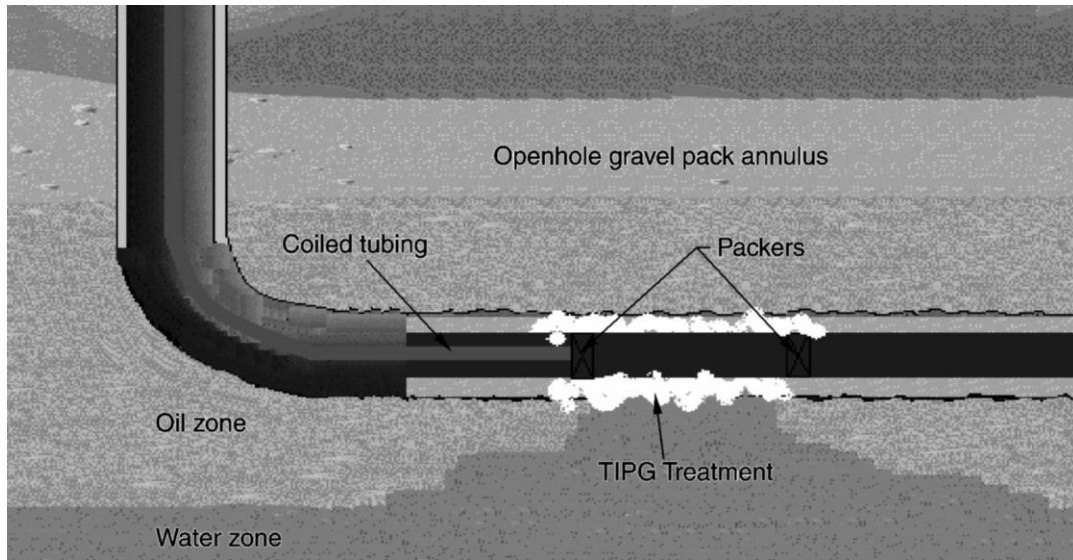 Openhole gravel pack annulus
Coiled tubing
Packers
Oil zone
TIPG Treatment
Water zone